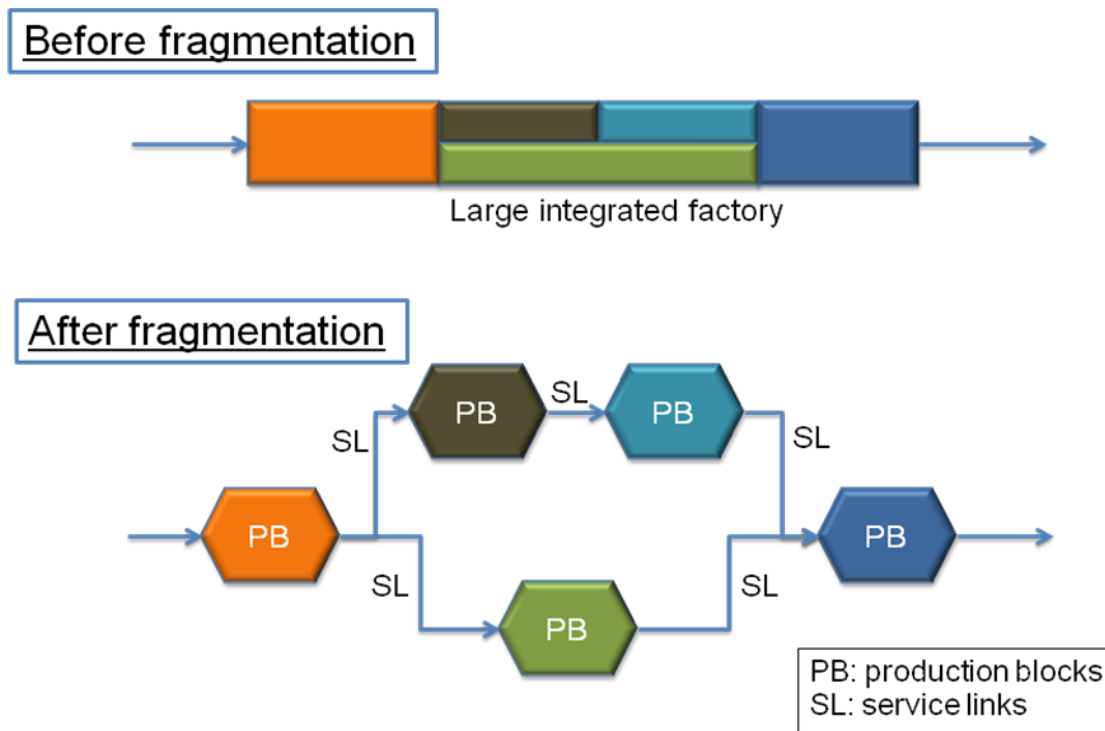 Before fragmentation
Large integrated factory
After fragmentation
PB
SL
PB
SL
SL
PB
PB
SL
PB
SL
PB: production blocks
SL: service links